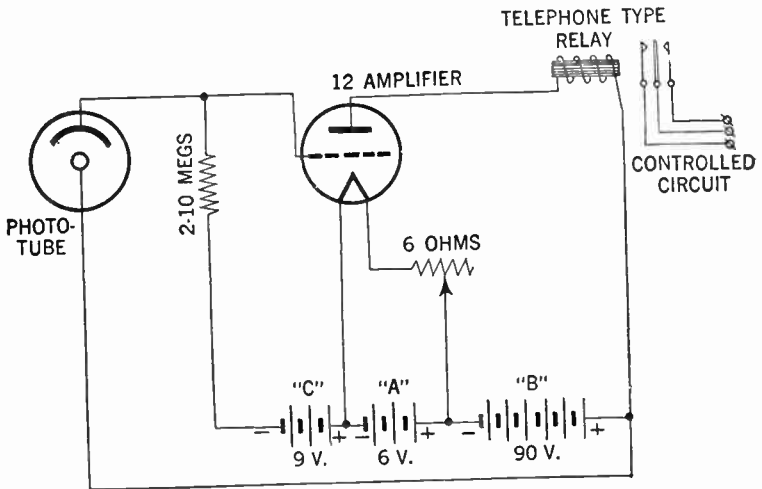 TELEPHONE TYPE
RELAY
12 AMPLIFIER
CONTROLLED
CIRCUIT
PHOTO-
TUBE
2-10 MEGS
6 OHMS
"C"
"A"
"B"
− + − + − +
9 V.
6 V.
90 V.